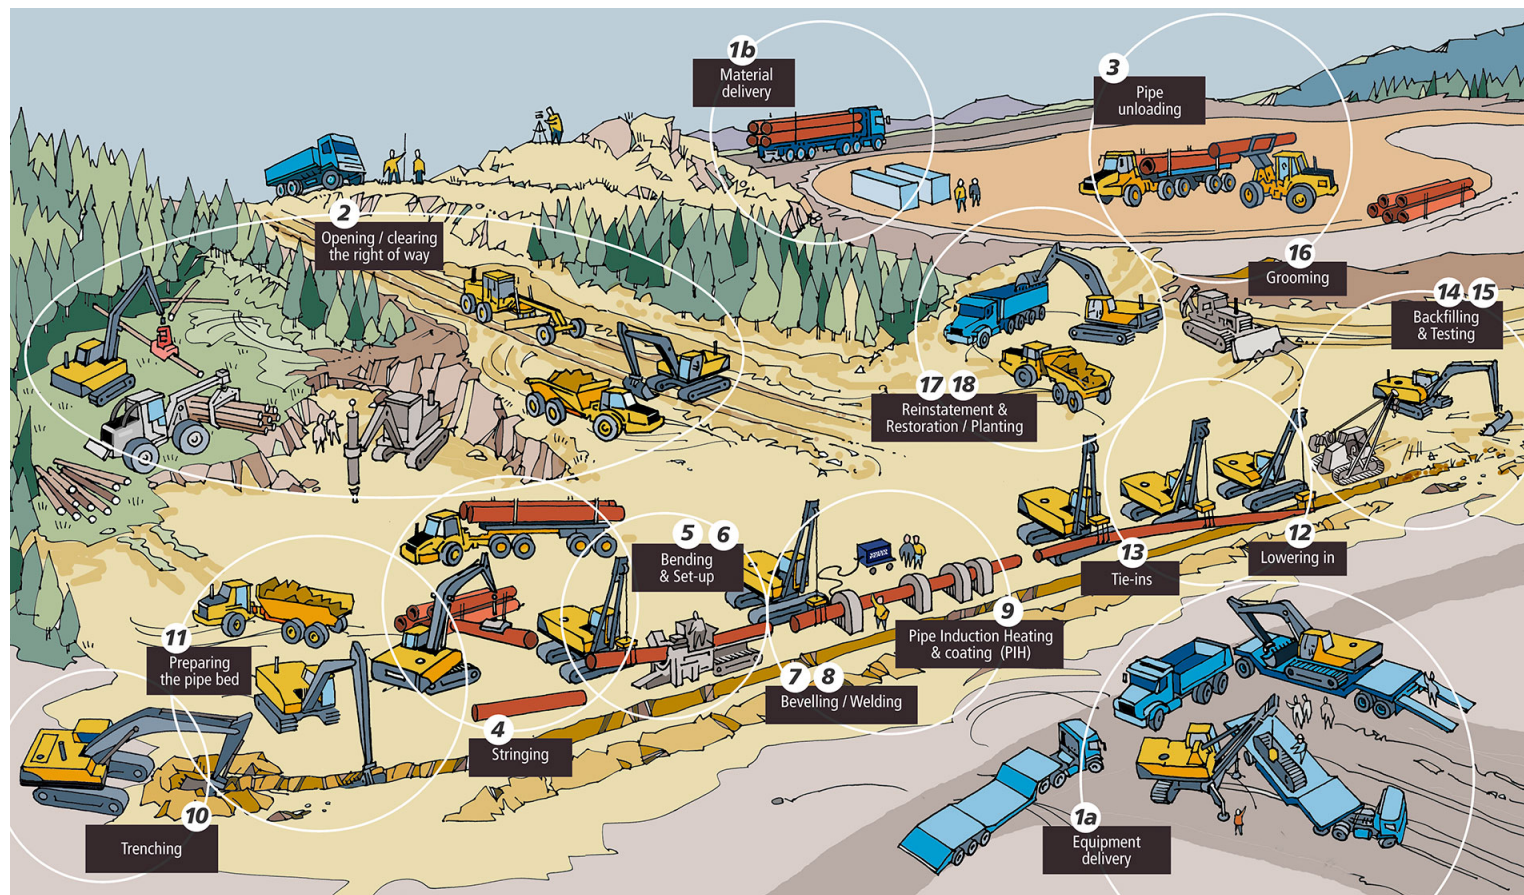 1b
Material
delivery
3
Pipe
unloading
2
Opening / clearing
the right of way
16
Grooming
14 15
Backfilling
& Testing
17 18
Reinstatement &
Restoration / Planting
5 6
Bending
& Set-up
13
Tie-ins
12
Lowering in
11
Preparing
the pipe bed
9
Pipe Induction Heating
& coating (PIH)
7 8
Bevelling / Welding
4
Stringing
10
Trenching
1a
Equipment
delivery